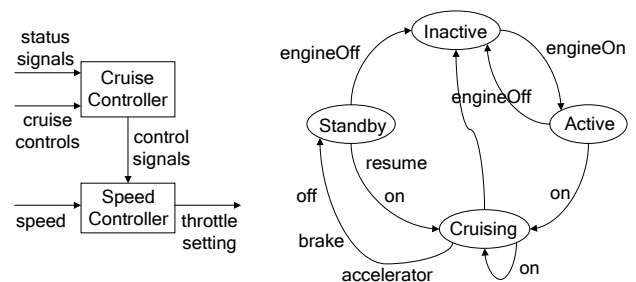 status
signals
Cruise
Controller
cruise
controls
control
signals
Speed
Controller
speed
throttle
setting
Inactive
engineOff
engineOn
engineOff
Standby
Active
resume
on
off
on
brake
Cruising
accelerator
on